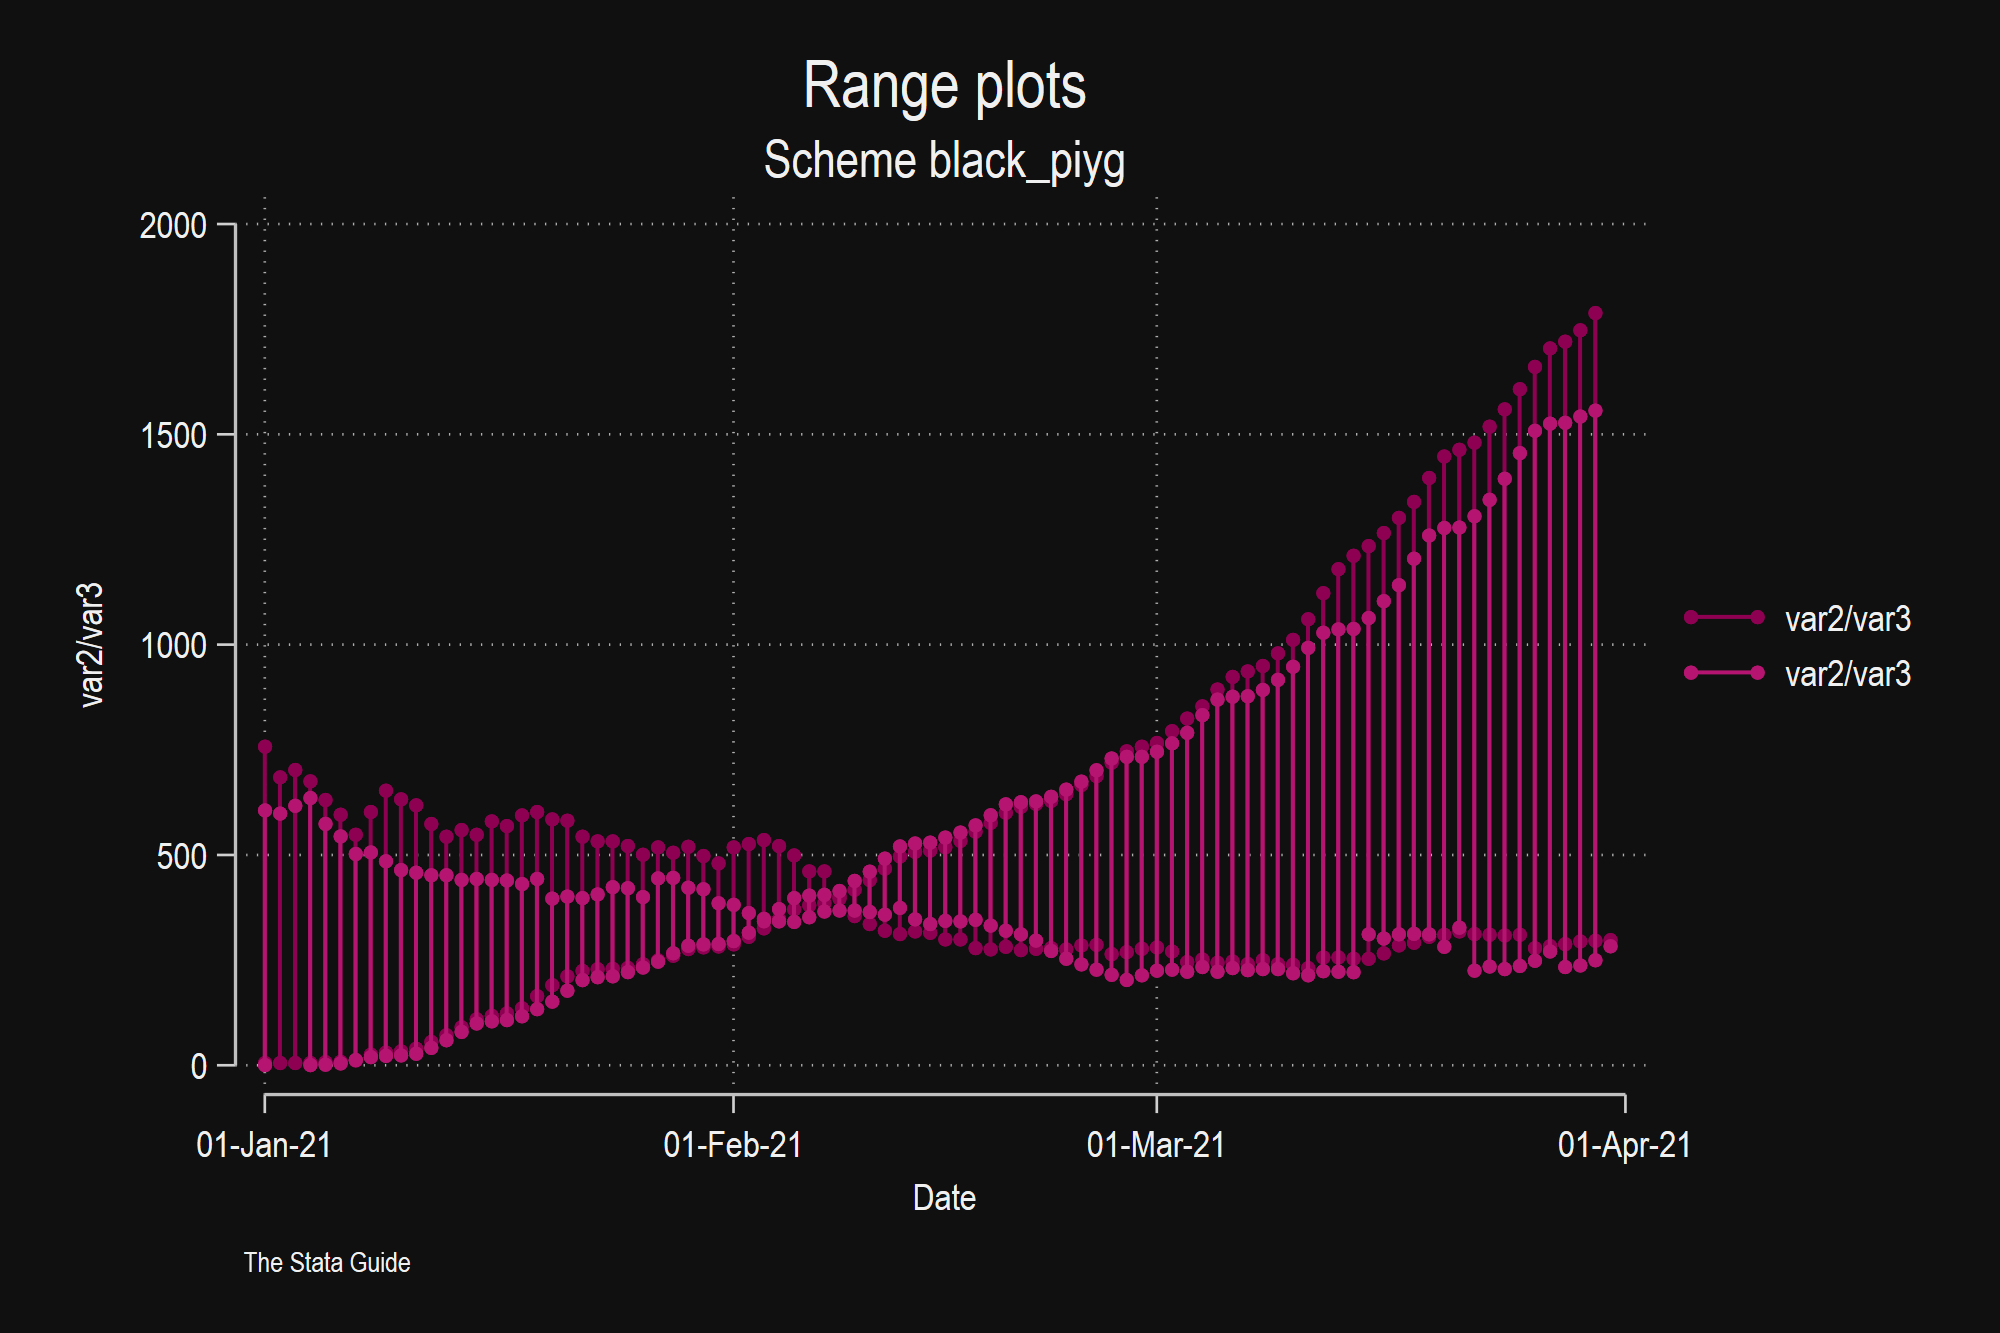 Range plots
Scheme black_piyg
2000
1500
1000
500
0
var2/var3
01-Jan-21
01-Feb-21
01-Mar-21
01-Apr-21
Date
var2/var3
var2/var3
The Stata Guide